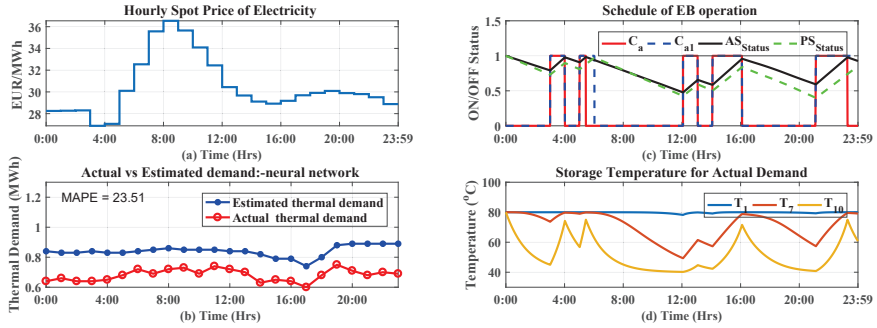 Hourly Spot Price of Electricity
EUR/MWh
36
34
32
30
28
0:00
4:00
8:00
12:00
16:00
20:00
23:59
(a) Time (Hrs)
Schedule of EB operation
ON/OFF Status
1.5
1
0.5
0
C_a C_a1 AS_Status PS_Status
0:00
4:00
8:00
12:00
16:00
20:00
23:59
(c) Time (Hrs)
Actual vs Estimated demand:-neural network
Thermal Demand (MWh)
1.4
1.2
1
0.8
0.6
MAPE = 23.51
Estimated thermal demand
Actual thermal demand
0:00
4:00
8:00
12:00
16:00
20:00
(b) Time (Hrs)
Storage Temperature for Actual Demand
Temperature (°C)
100
80
60
40
T_1 T_7 T_10
0:00
4:00
8:00
12:00
16:00
20:00
23:59
(d) Time (Hrs)